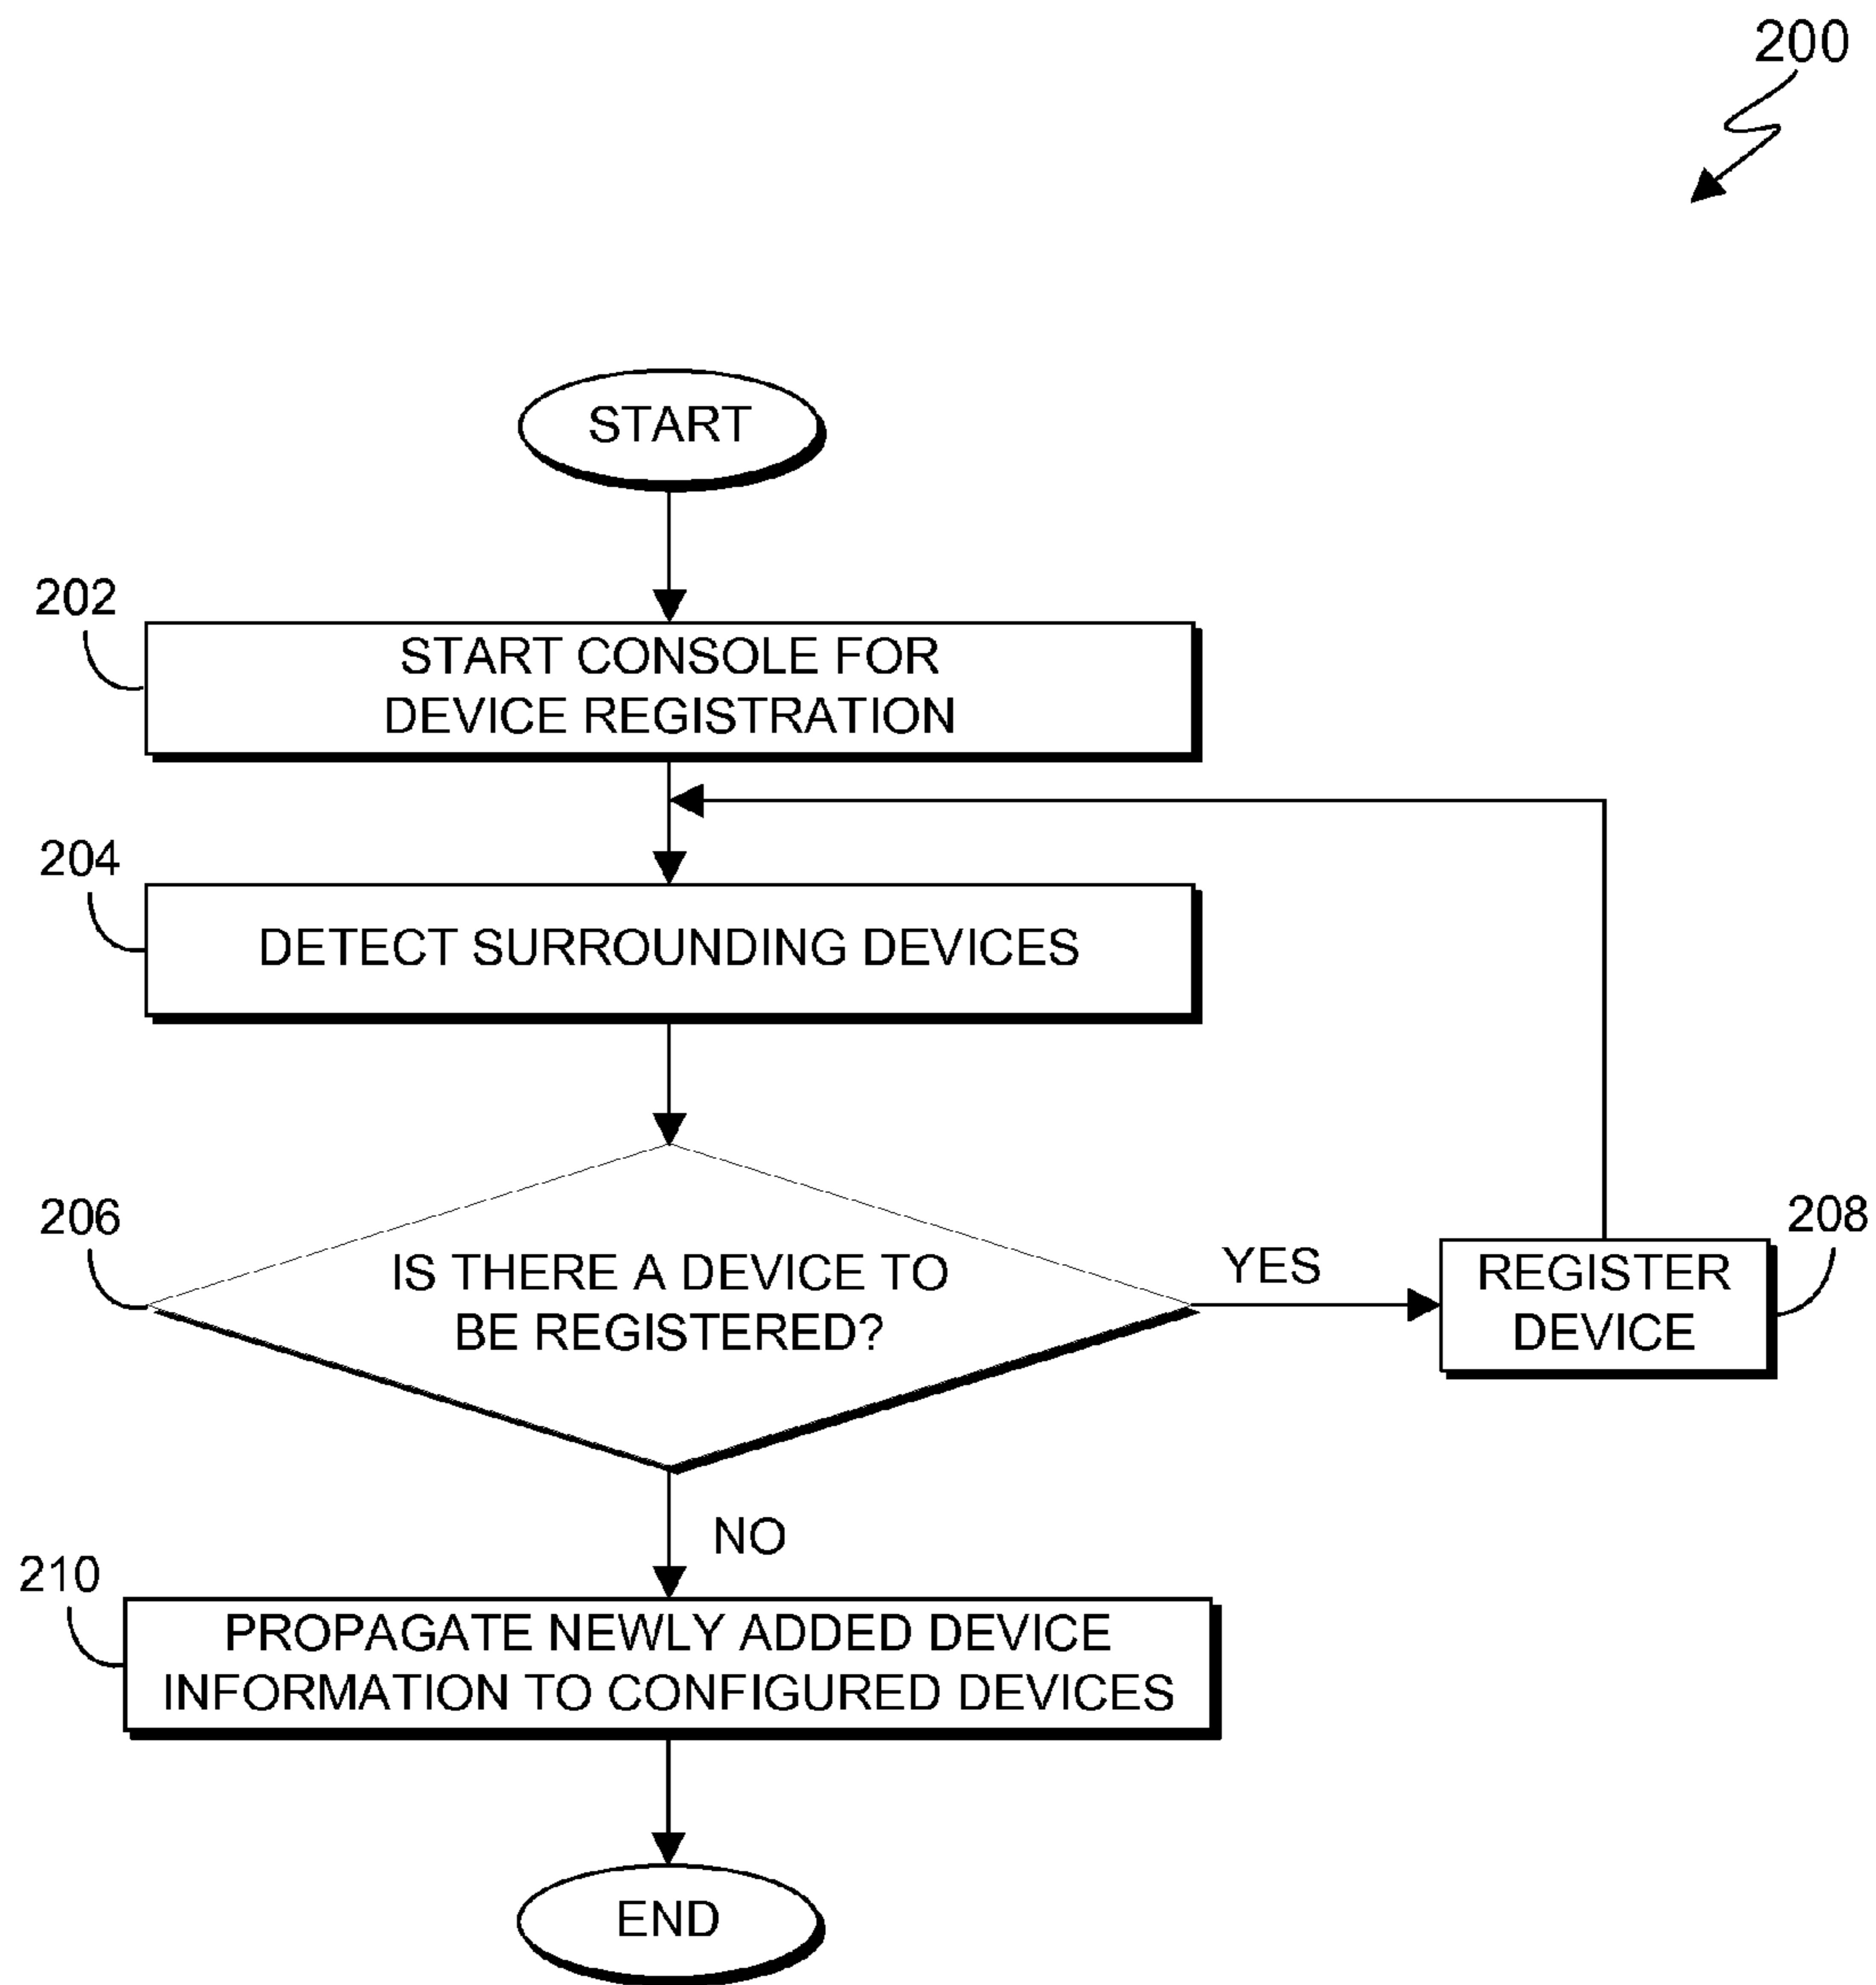 200
START
202
START CONSOLE FOR
DEVICE REGISTRATION
204
DETECT SURROUNDING DEVICES
206
IS THERE A DEVICE TO
BE REGISTERED?
YES
208
REGISTER
DEVICE
NO
210
PROPAGATE NEWLY ADDED DEVICE
INFORMATION TO CONFIGURED DEVICES
END